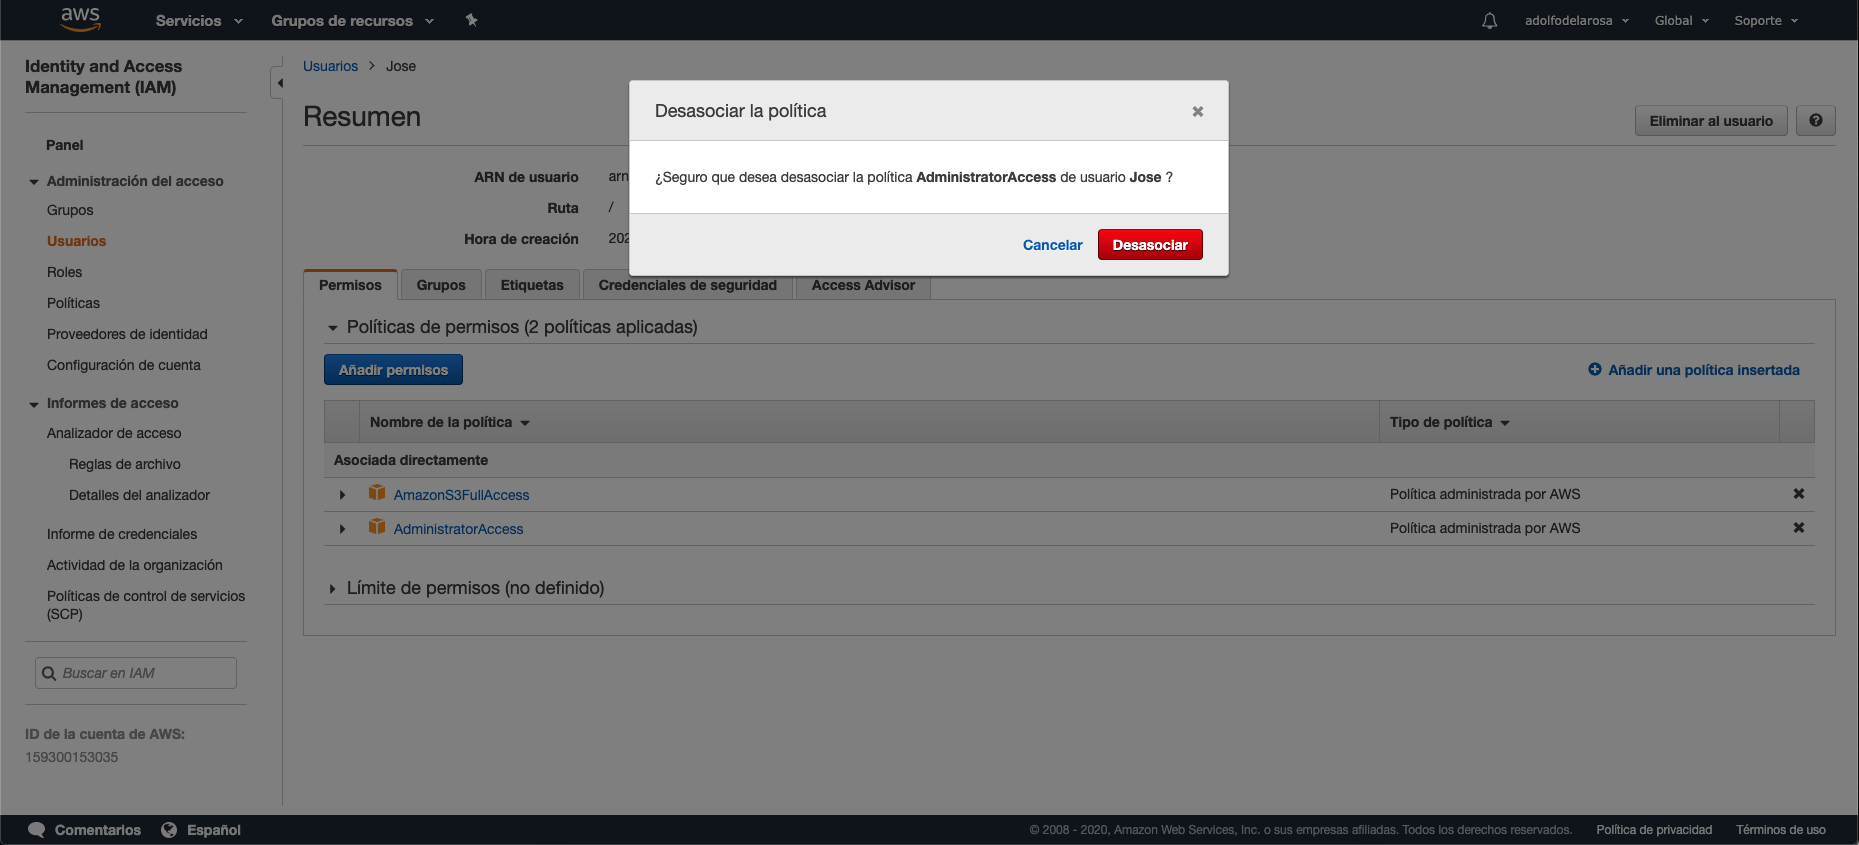 aws
Servicios
Grupos de recursos
adolfodelarosa
Global
Soporte
Identity and Access
Management (IAM)
Panel
Administración del acceso
Grupos
Usuarios
Roles
Políticas
Proveedores de identidad
Configuración de cuenta
Informes de acceso
Analizador de acceso
Reglas de archivo
Detalles del analizador
Informe de credenciales
Actividad de la organización
Políticas de control de servicios
(SCP)
Buscar en IAM
ID de la cuenta de AWS:
159300153035
Usuarios > Jose
Resumen
Eliminar al usuario
ARN de usuario arn
Ruta /
Hora de creación 202
Desasociar la política
¿Seguro que desea desasociar la política AdministratorAccess de usuario Jose ?
Cancelar
Desasociar
Permisos
Grupos
Etiquetas
Credenciales de seguridad
Access Advisor
Políticas de permisos (2 políticas aplicadas)
Añadir permisos
Añadir una política insertada
Nombre de la política
Tipo de política
Asociada directamente
AmazonS3FullAccess
Política administrada por AWS
AdministratorAccess
Política administrada por AWS
Límite de permisos (no definido)
Comentarios
Español
© 2008 - 2020, Amazon Web Services, Inc. o sus empresas afiliadas. Todos los derechos reservados.
Política de privacidad
Términos de uso